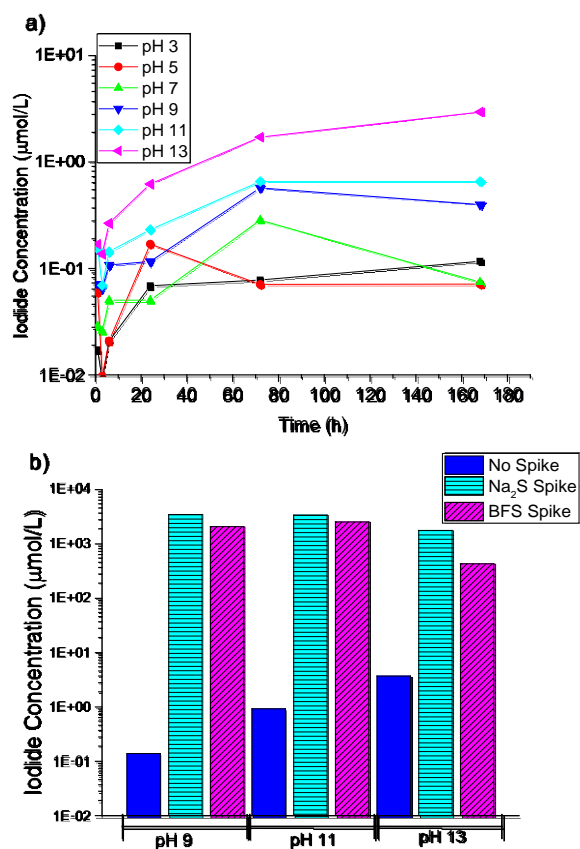 a)
pH 3
pH 5
pH 7
pH 9
pH 11
pH 13
Iodide Concentration (µmol/L)
1E+01
1E+00
1E-01
1E-02
0 20 40 60 80 100 120 140 160 180
Time (h)
b)
No Spike
Na₂S Spike
BFS Spike
Iodide Concentration (µmol/L)
1E+04
1E+03
1E+02
1E+01
1E+00
1E-01
1E-02
pH 9 pH 11 pH 13